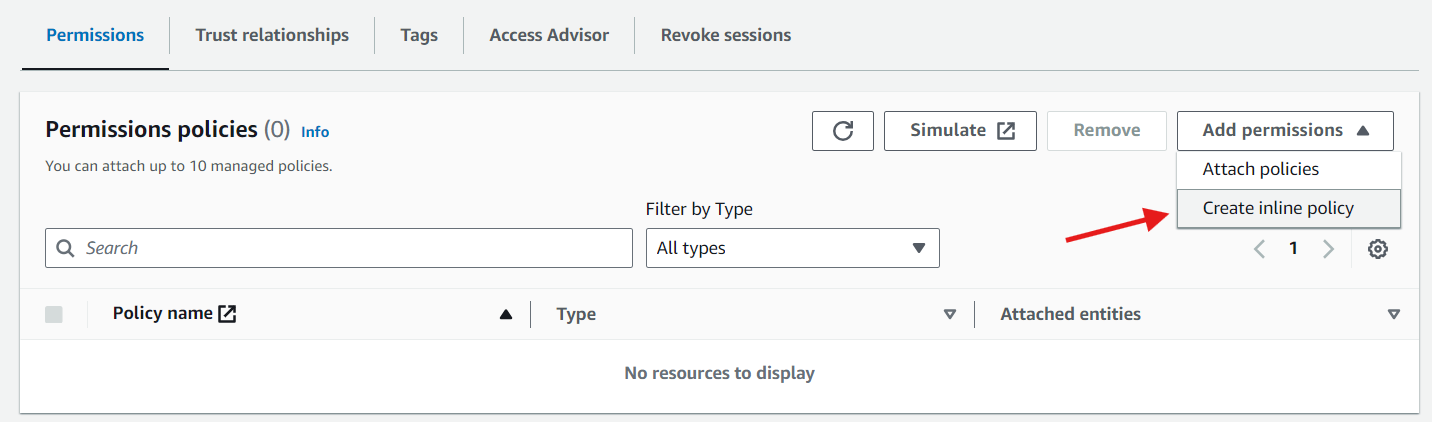 Permissions
Trust relationships
Tags
Access Advisor
Revoke sessions
Permissions policies (0) Info
Simulate
Remove
Add permissions
You can attach up to 10 managed policies.
Attach policies
Create inline policy
Filter by Type
Search
All types
1
Policy name
Type
Attached entities
No resources to display